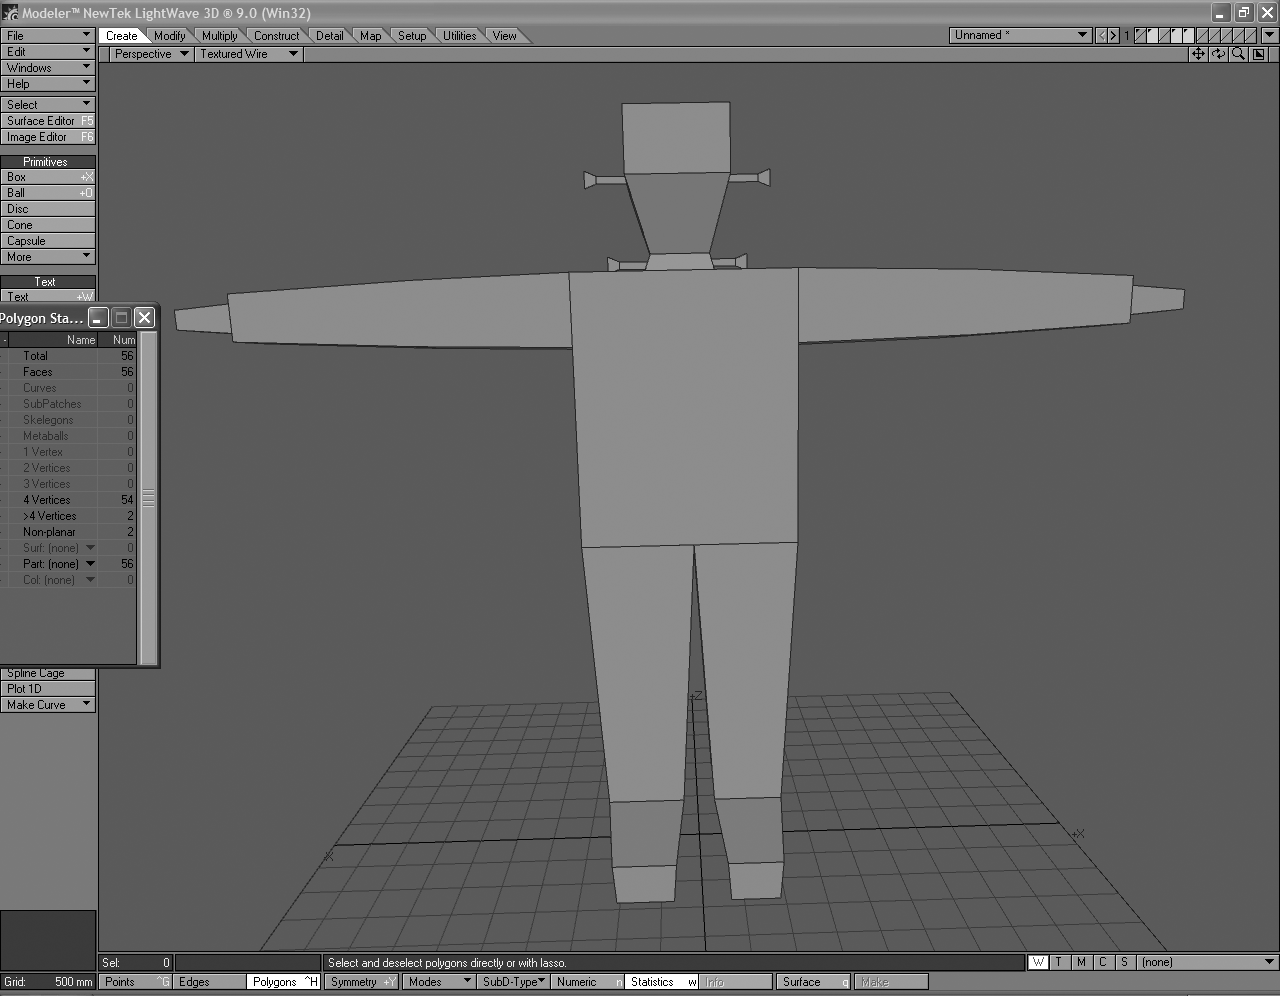 Modeler™ NewTek LightWave 3D ® 9.0 (Win32)
File
Edit
Windows
Help
Create Modify Multiply Construct Detail Map Setup Utilities View
Unnamed * 1
Perspective Textured Wire
Select
Surface Editor F5
Image Editor F6
Primitives
Box +X
Ball +O
Disc
Cone
Capsule
More
Text
Text +W
Polygon Sta...
- Name Num
Total 56
Faces 56
Curves 0
SubPatches 0
Skelegons 0
Metaballs 0
1 Vertex 0
2 Vertices 0
3 Vertices 0
4 Vertices 54
>4 Vertices 2
Non-planar 2
Surf: (none) 0
Part: (none) 56
Col: (none) 0
Spline Cage
Plot 1D
Make Curve
+Z
+X
-X
Sel: 0
Select and deselect polygons directly or with lasso.
W T M C S (none)
Grid: 500 mm
Points ^G Edges Polygons ^H Symmetry +Y Modes SubD-Type Numeric n Statistics w Info Surface q Make